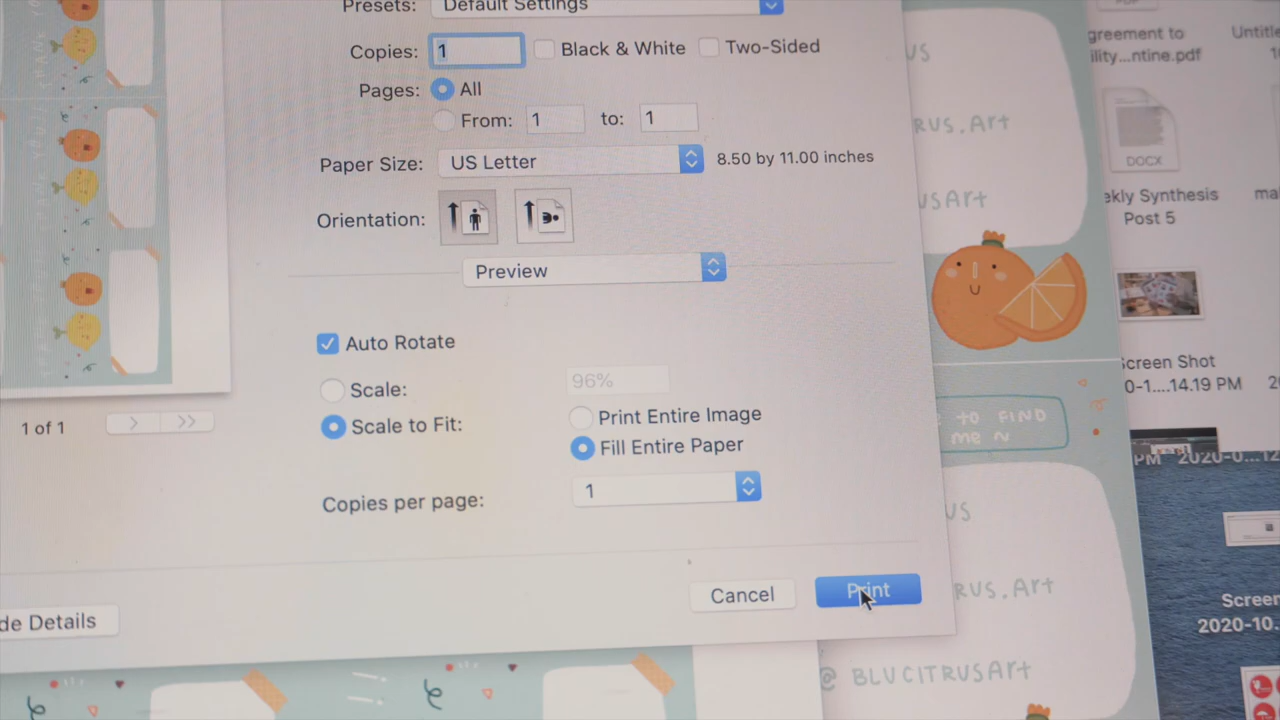 Presets: Default Settings
Copies: 1 Black & White Two-Sided
Pages: All
From: 1 to: 1
Paper Size: US Letter 8.50 by 11.00 inches
Orientation:
Preview
Auto Rotate
Scale: 96%
Scale to Fit: Print Entire Image
Fill Entire Paper
Copies per page: 1
Cancel Print
1 of 1
de Details
US
RUS.Art
USArt
TO FIND
me
US
RUS.Art
@ BLUCITRUSArt
greement to
ility...ntine.pdf
Untitle
DOCX
ekly Synthesis
Post 5
ma
creen Shot
0-1....14.19 PM
PM 2020-0...12
Screen
2020-10.